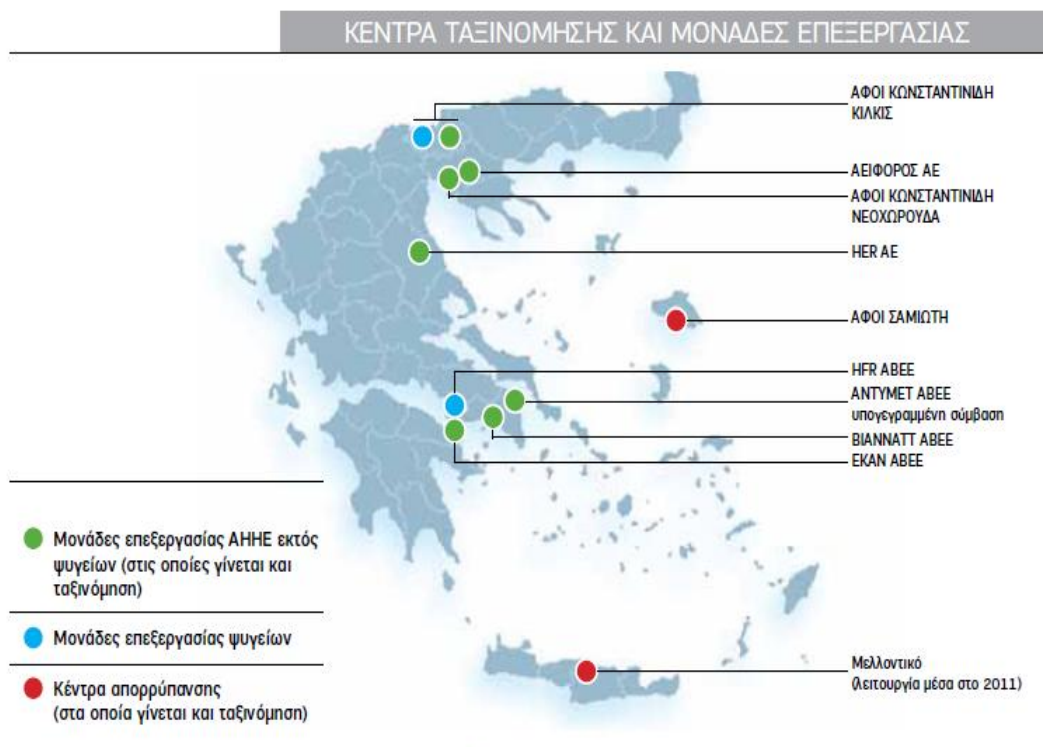 ΚΕΝΤΡΑ ΤΑΞΙΝΟΜΗΣΗΣ ΚΑΙ ΜΟΝΑΔΕΣ ΕΠΕΞΕΡΓΑΣΙΑΣ
ΑΦΟΙ ΚΩΝΣΤΑΝΤΙΝΙΔΗ
ΚΙΛΚΙΣ
ΑΕΙΦΟΡΟΣ ΑΕ
ΑΦΟΙ ΚΩΝΣΤΑΝΤΙΝΙΔΗ
ΝΕΟΧΩΡΟΥΔΑ
HER AE
ΑΦΟΙ ΣΑΜΙΩΤΗ
HFR ABEE
ΑΝΤΥΜΕΤ ΑΒΕΕ
υπογεγραμμένη σύμβαση
ΒΙΑΝΝΑΤΤ ΑΒΕΕ
ΕΚΑΝ ΑΒΕΕ
Μονάδες επεξεργασίας ΑΗΗΕ εκτός
ψυγείων (στις οποίες γίνεται και
ταξινόμηση)
Μονάδες επεξεργασίας ψυγείων
Κέντρα απορρύπανσης
(στα οποία γίνεται και ταξινόμηση)
Μελλοντικό
(λειτουργία μέσα στο 2011)